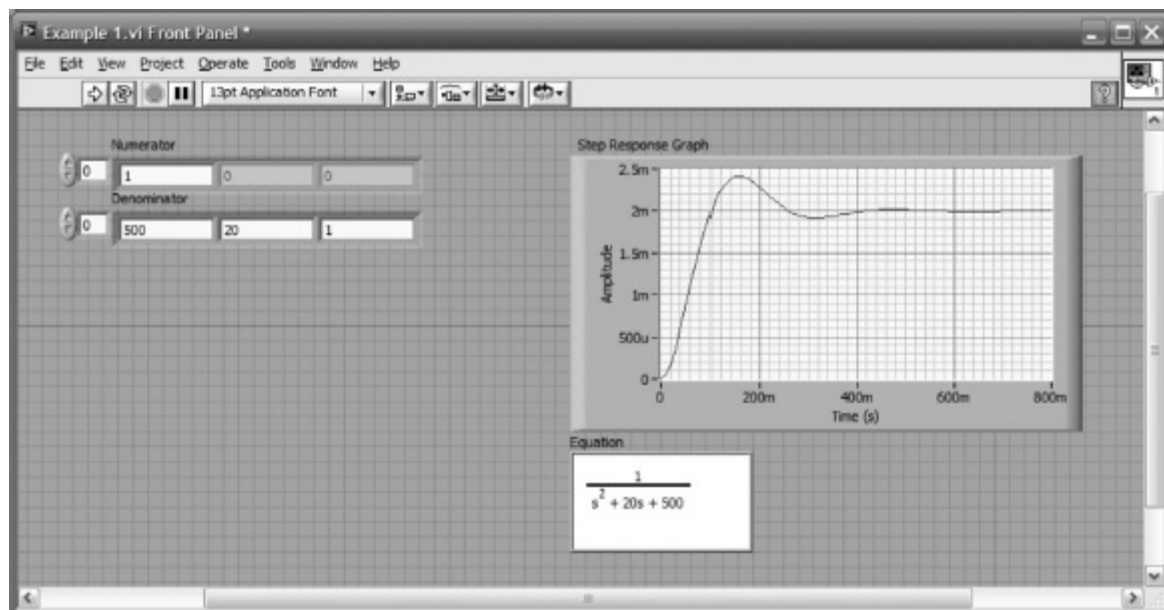 Example 1.vi Front Panel *
File Edit View Project Operate Tools Window Help
13pt Application Font
1
Numerator
0 1 0 0
Denominator
0 500 20 1
Step Response Graph
2.5m
2m
1.5m
1m
500u
0
Amplitude
0 200m 400m 600m 800m
Time (s)
Equation
1
s² + 20s + 500